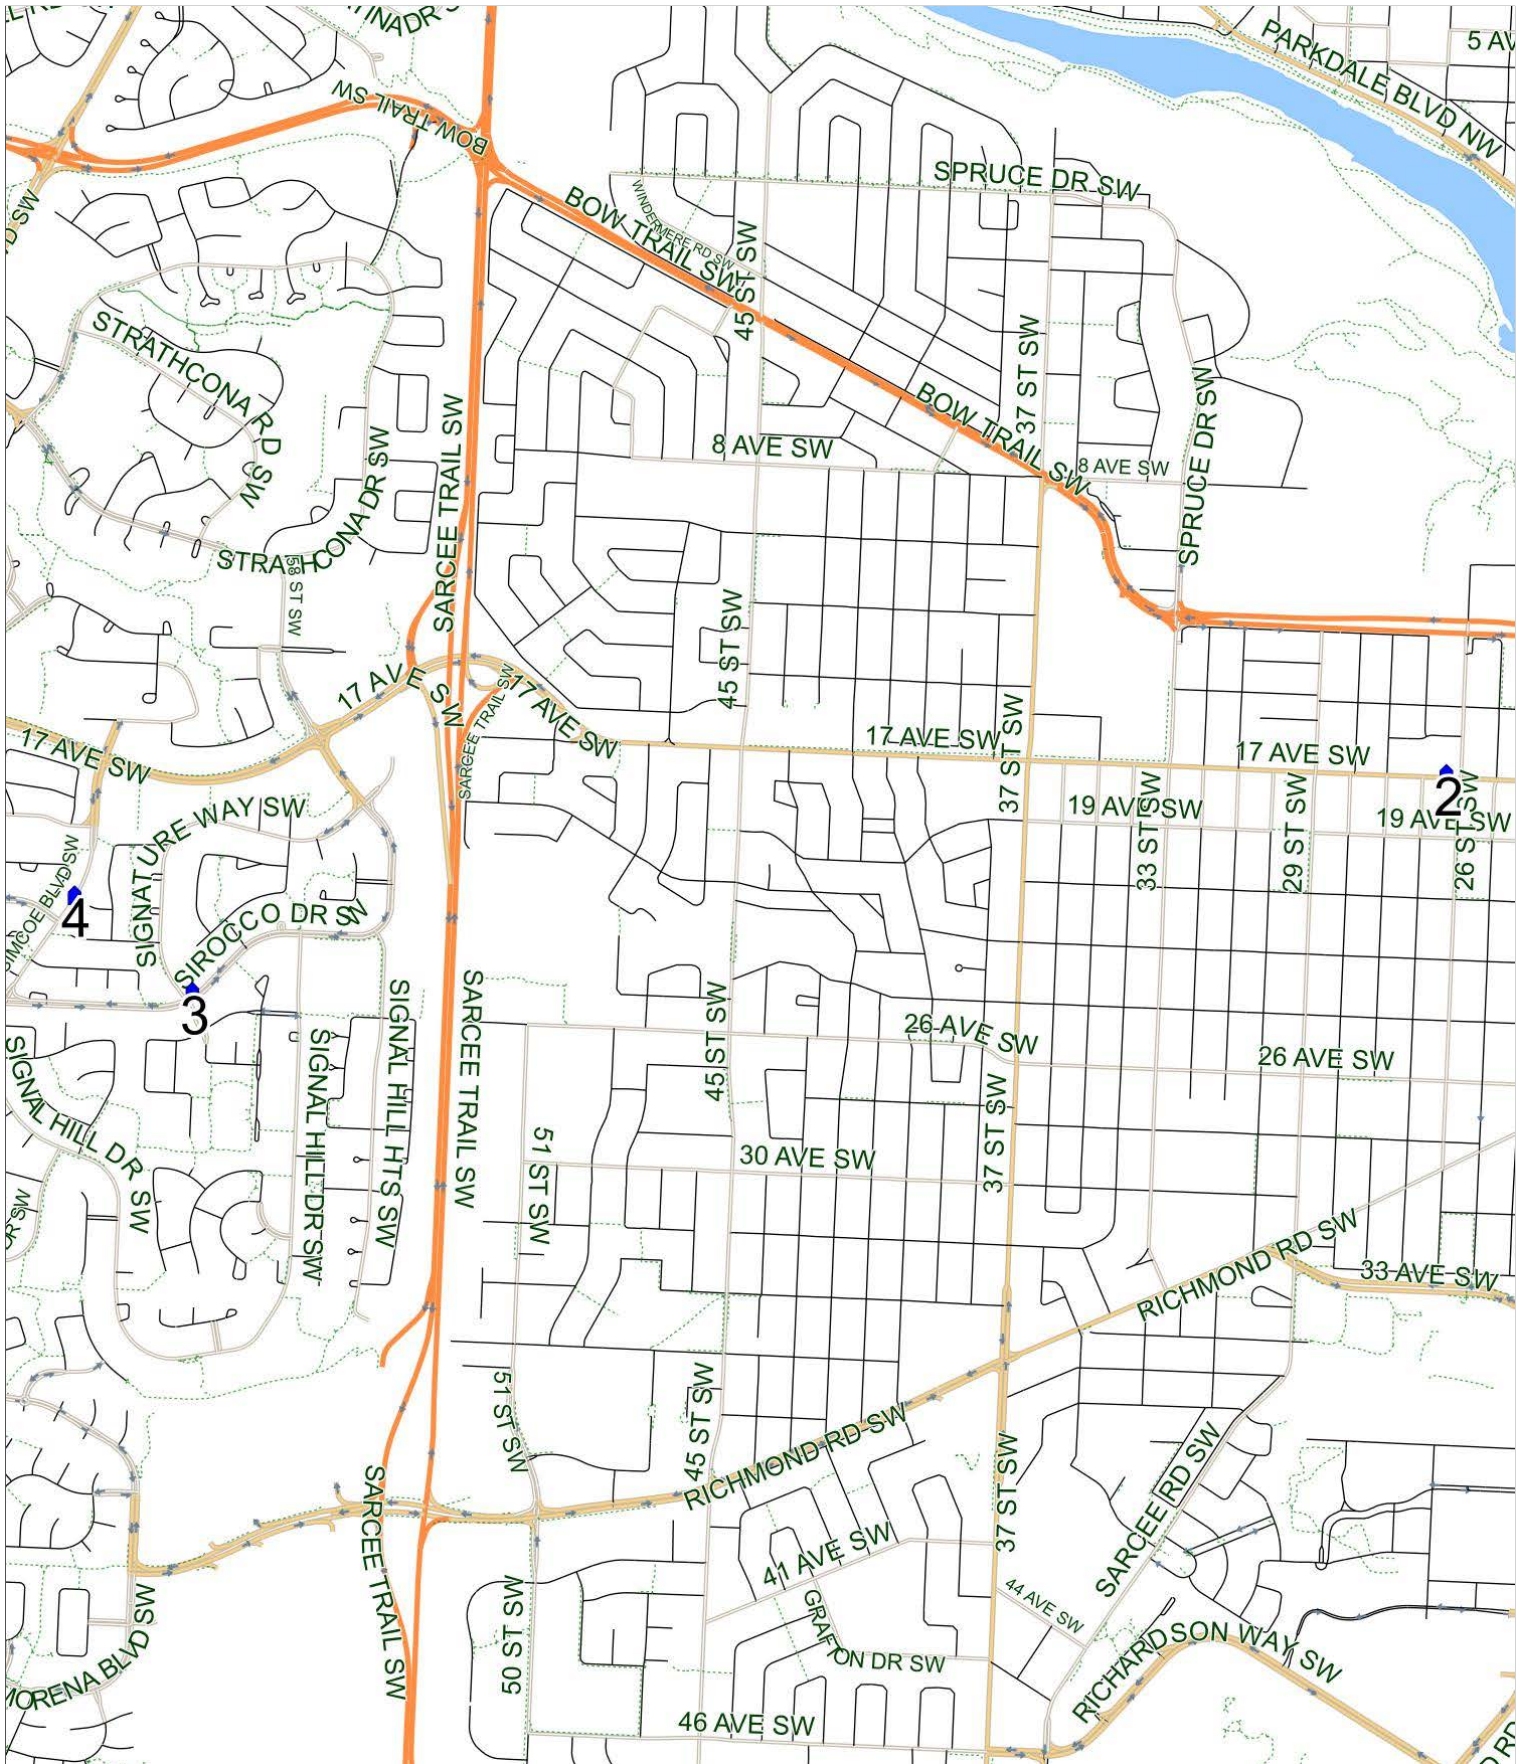 PARKDALE BLVD NW
5 AV
BOW TRAIL SW
BOW TRAIL SW
SPRUCE DR SW
WINDERMERE RD SW
BOW TRAIL SW
45 ST SW
STRATHCONA RD SW
37 ST SW
BOW TRAIL SW
SPRUCE DR SW
8 AVE SW
8 AVE SW
SARCEE TRAIL SW
STRATHCONA DR SW
58 ST SW
45 ST SW
17 AVE SW
17 AVE SW
SARCEE TRAIL SW
17 AVE SW
37 ST SW
17 AVE SW
17 AVE SW
2
19 AVE SW
33 ST SW
29 ST SW
19 AVE SW
26 ST SW
SIGNATURE WAY SW
SIMCOE BLVD SW
4
SIROCCO DR SW
3
SARCEE TRAIL SW
SIGNAL HILL HTS SW
SIGNAL HILL DR SW
SIGNAL HILL DR SW
DR SW
45 ST SW
26 AVE SW
26 AVE SW
37 ST SW
51 ST SW
30 AVE SW
RICHMOND RD SW
33 AVE SW
51 ST SW
45 ST SW
RICHMOND RD SW
37 ST SW
SARCEE RD SW
SARCEE TRAIL SW
41 AVE SW
44 AVE SW
50 ST SW
GRAFTON DR SW
MORENA BLVD SW
RICHARDSON WAY SW
46 AVE SW